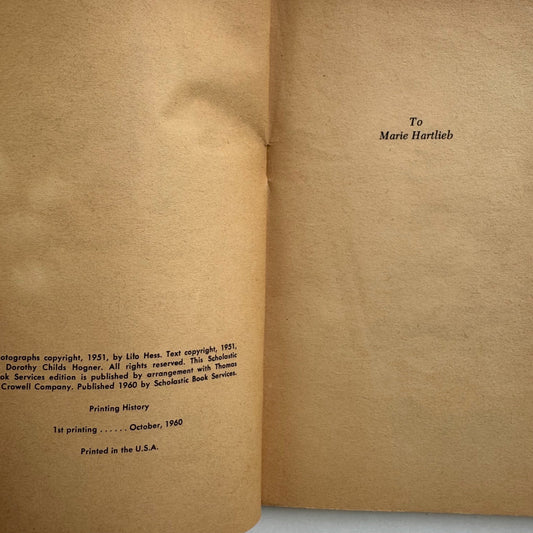 otographs copyright, 1951, by Lilo Hess. Text copyright, 1951,
Dorothy Childs Hogner. All rights reserved. This Scholastic
ook Services edition is published by arrangement with Thomas
Crowell Company. Published 1960 by Scholastic Book Services.
Printing History
1st printing ...... October, 1960
Printed in the U.S.A.
To
Marie Hartlieb